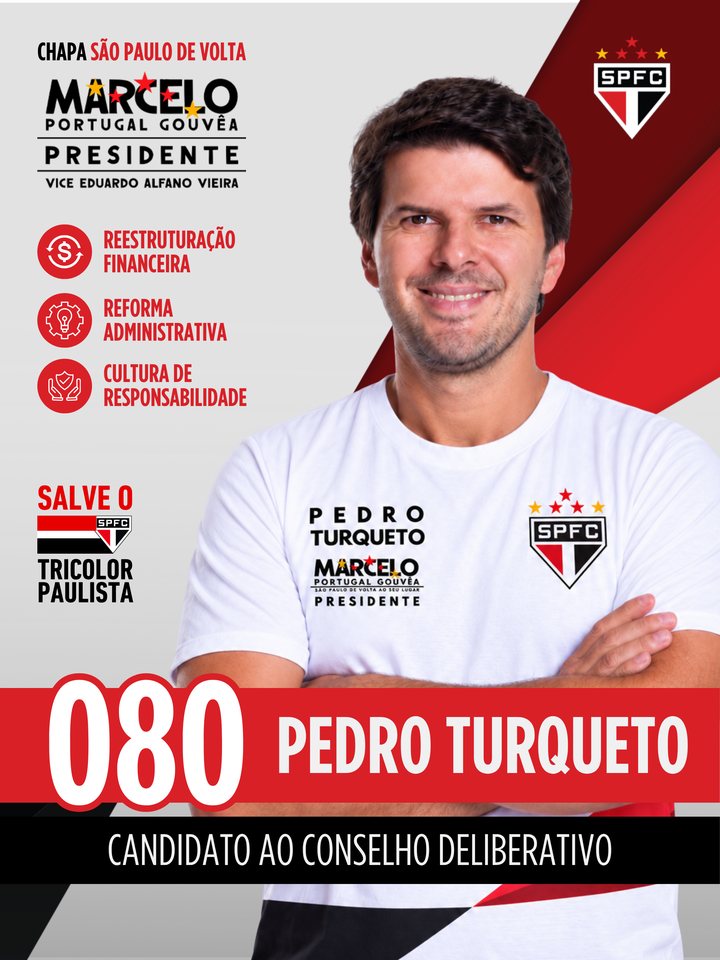 CHAPA SÃO PAULO DE VOLTA
MARCELO
PORTUGAL GOUVÊA
PRESIDENTE
VICE EDUARDO ALFANO VIEIRA
SPFC
REESTRUTURAÇÃO
FINANCEIRA
REFORMA
ADMINISTRATIVA
CULTURA DE
RESPONSABILIDADE
SALVE O
SPFC
TRICOLOR
PAULISTA
PEDRO
TURQUETO
MARCELO
PORTUGAL GOUVÊA
SÃO PAULO DE VOLTA AO SEU LUGAR
PRESIDENTE
SPFC
080 PEDRO TURQUETO
CANDIDATO AO CONSELHO DELIBERATIVO